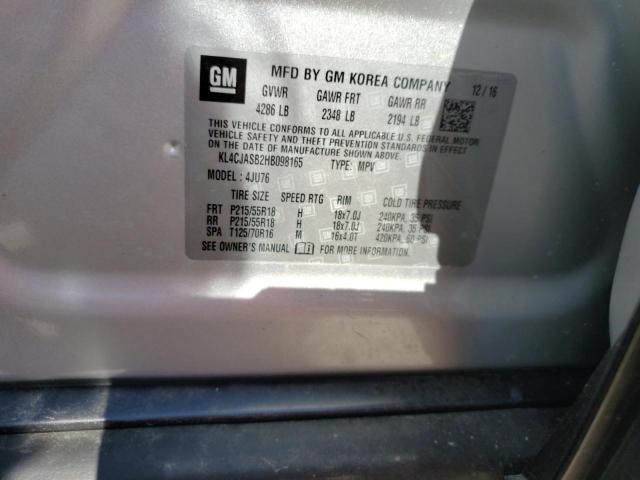 GM MFD BY GM KOREA COMPANY 12/16
GVWR GAWR FRT GAWR RR
4286 LB 2348 LB 2194 LB
THIS VEHICLE CONFORMS TO ALL APPLICABLE U.S. FEDERAL MOTOR
VEHICLE SAFETY, BUMPER, AND THEFT PREVENTION STANDARDS IN EFFECT
ON THE DATE OF MANUFACTURE SHOWN ABOVE.
KL4CJASB2HB098165 TYPE: MPV
MODEL : 4JU76
TIRE SIZE SPEED RTG RIM COLD TIRE PRESSURE
FRT P215/55R18 H 18x7.0J 240KPA, 35 PSI
RR P215/55R18 H 18x7.0J 240KPA, 35 PSI
SPA T125/70R16 M 16x4.0T 420KPA, 60 PSI
SEE OWNER'S MANUAL FOR MORE INFORMATION.